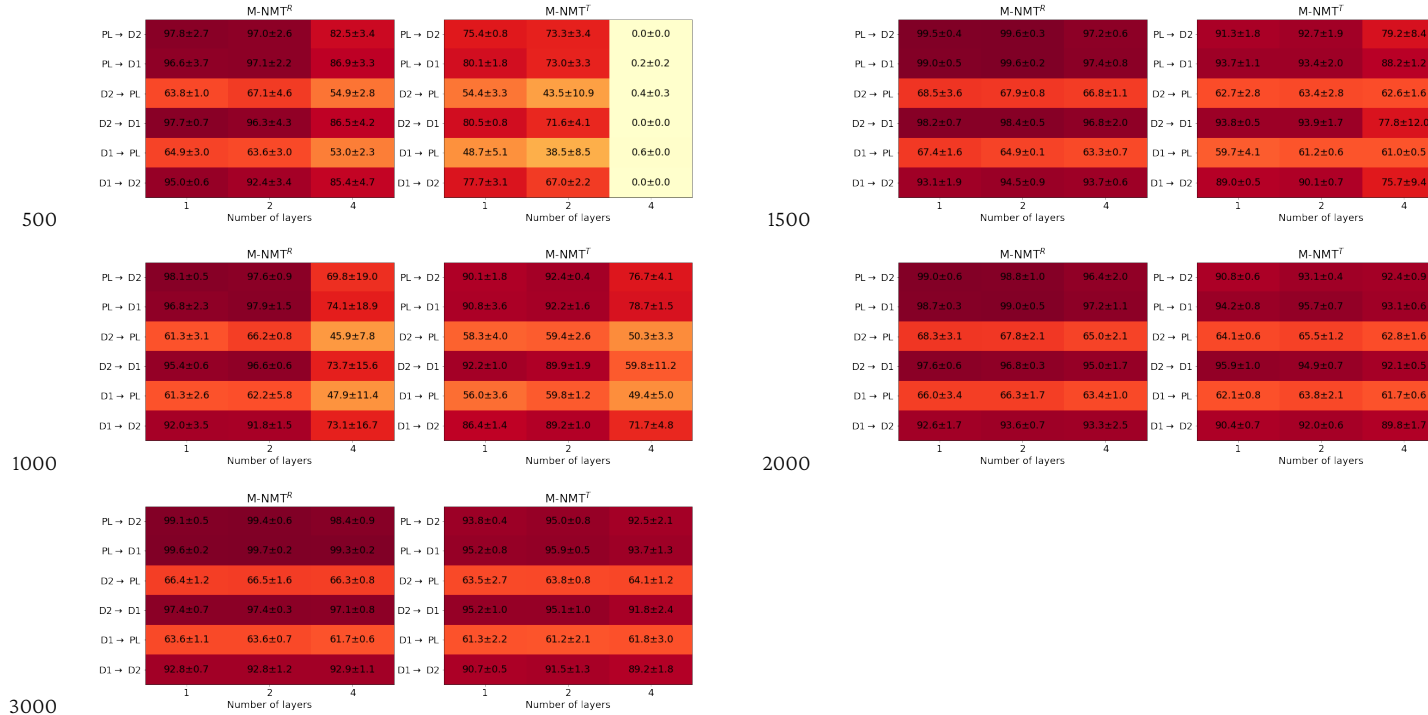 M-NMT^R M-NMT^T
PL → D2 97.8±2.7 97.0±2.6 82.5±3.4 PL → D2 75.4±0.8 73.3±3.4 0.0±0.0
PL → D1 96.6±3.7 97.1±2.2 86.9±3.3 PL → D1 80.1±1.8 73.0±3.3 0.2±0.2
D2 → PL 63.8±1.0 67.1±4.6 54.9±2.8 D2 → PL 54.4±3.3 43.5±10.9 0.4±0.3
D2 → D1 97.7±0.7 96.3±4.3 86.5±4.2 D2 → D1 80.5±0.8 71.6±4.1 0.0±0.0
D1 → PL 64.9±3.0 63.6±3.0 53.0±2.3 D1 → PL 48.7±5.1 38.5±8.5 0.6±0.0
D1 → D2 95.0±0.6 92.4±3.4 85.4±4.7 D1 → D2 77.7±3.1 67.0±2.2 0.0±0.0
1 2 4 1 2 4
Number of layers Number of layers
500
M-NMT^R M-NMT^T
PL → D2 99.5±0.4 99.6±0.3 97.2±0.6 PL → D2 91.3±1.8 92.7±1.9 79.2±8.4
PL → D1 99.0±0.5 99.6±0.2 97.4±0.8 PL → D1 93.7±1.1 93.4±2.0 88.2±1.2
D2 → PL 68.5±3.6 67.9±0.8 66.8±1.1 D2 → PL 62.7±2.8 63.4±2.8 62.6±1.6
D2 → D1 98.2±0.7 98.4±0.5 96.8±2.0 D2 → D1 93.8±0.5 93.9±1.7 77.8±12.0
D1 → PL 67.4±1.6 64.9±0.1 63.3±0.7 D1 → PL 59.7±4.1 61.2±0.6 61.0±0.5
D1 → D2 93.1±1.9 94.5±0.9 93.7±0.6 D1 → D2 89.0±0.5 90.1±0.7 75.7±9.4
1 2 4 1 2 4
Number of layers Number of layers
1500
M-NMT^R M-NMT^T
PL → D2 98.1±0.5 97.6±0.9 69.8±19.0 PL → D2 90.1±1.8 92.4±0.4 76.7±4.1
PL → D1 96.8±2.3 97.9±1.5 74.1±18.9 PL → D1 90.8±3.6 92.2±1.6 78.7±1.5
D2 → PL 61.3±3.1 66.2±0.8 45.9±7.8 D2 → PL 58.3±4.0 59.4±2.6 50.3±3.3
D2 → D1 95.4±0.6 96.6±0.6 73.7±15.6 D2 → D1 92.2±1.0 89.9±1.9 59.8±11.2
D1 → PL 61.3±2.6 62.2±5.8 47.9±11.4 D1 → PL 56.0±3.6 59.8±1.2 49.4±5.0
D1 → D2 92.0±3.5 91.8±1.5 73.1±16.7 D1 → D2 86.4±1.4 89.2±1.0 71.7±4.8
1 2 4 1 2 4
Number of layers Number of layers
1000
M-NMT^R M-NMT^T
PL → D2 99.0±0.6 98.8±1.0 96.4±2.0 PL → D2 90.8±0.6 93.1±0.4 92.4±0.9
PL → D1 98.7±0.3 99.0±0.5 97.2±1.1 PL → D1 94.2±0.8 95.7±0.7 93.1±0.6
D2 → PL 68.3±3.1 67.8±2.1 65.0±2.1 D2 → PL 64.1±0.6 65.5±1.2 62.8±1.6
D2 → D1 97.6±0.6 96.8±0.3 95.0±1.7 D2 → D1 95.9±1.0 94.9±0.7 92.1±0.5
D1 → PL 66.0±3.4 66.3±1.7 63.4±1.0 D1 → PL 62.1±0.8 63.8±2.1 61.7±0.6
D1 → D2 92.6±1.7 93.6±0.7 93.3±2.5 D1 → D2 90.4±0.7 92.0±0.6 89.8±1.7
1 2 4 1 2 4
Number of layers Number of layers
2000
M-NMT^R M-NMT^T
PL → D2 99.1±0.5 99.4±0.6 98.4±0.9 PL → D2 93.8±0.4 95.0±0.8 92.5±2.1
PL → D1 99.6±0.2 99.7±0.2 99.3±0.2 PL → D1 95.2±0.8 95.9±0.5 93.7±1.3
D2 → PL 66.4±1.2 66.5±1.6 66.3±0.8 D2 → PL 63.5±2.7 63.8±0.8 64.1±1.2
D2 → D1 97.4±0.7 97.4±0.3 97.1±0.8 D2 → D1 95.2±1.0 95.1±1.0 91.8±2.4
D1 → PL 63.6±1.1 63.6±0.7 61.7±0.6 D1 → PL 61.3±2.2 61.2±2.1 61.8±3.0
D1 → D2 92.8±0.7 92.8±1.2 92.9±1.1 D1 → D2 90.7±0.5 91.5±1.3 89.2±1.8
1 2 4 1 2 4
Number of layers Number of layers
3000